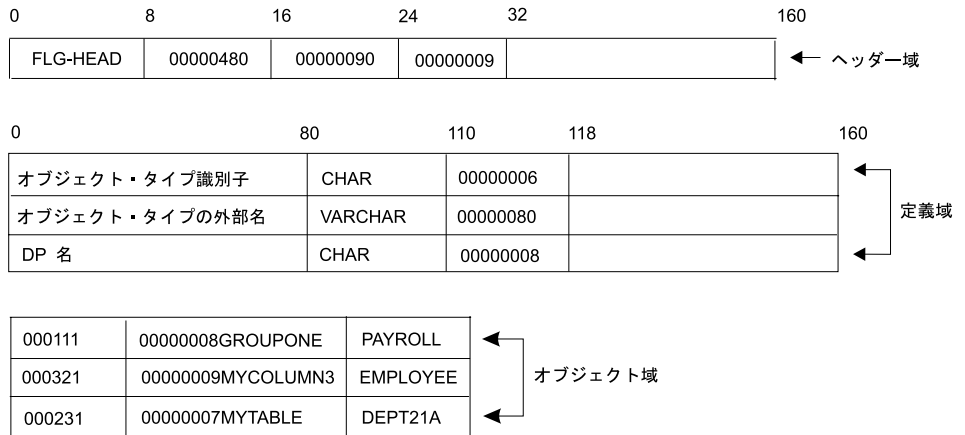 0 8 16 24 32 160
FLG-HEAD 00000480 00000090 00000009 ヘッダー域
0 80 110 118 160
オブジェクト・タイプ識別子 CHAR 00000006
オブジェクト・タイプの外部名 VARCHAR 00000080 定義域
DP 名 CHAR 00000008
000111 00000008GROUPONE PAYROLL
000321 00000009MYCOLUMN3 EMPLOYEE オブジェクト域
000231 00000007MYTABLE DEPT21A